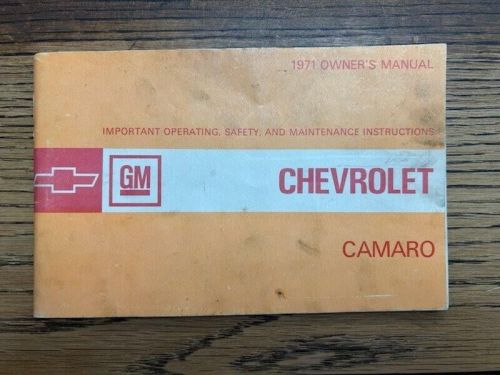 1971 OWNER'S MANUAL
IMPORTANT OPERATING, SAFETY, AND MAINTENANCE INSTRUCTIONS
GM
CHEVROLET
CAMARO